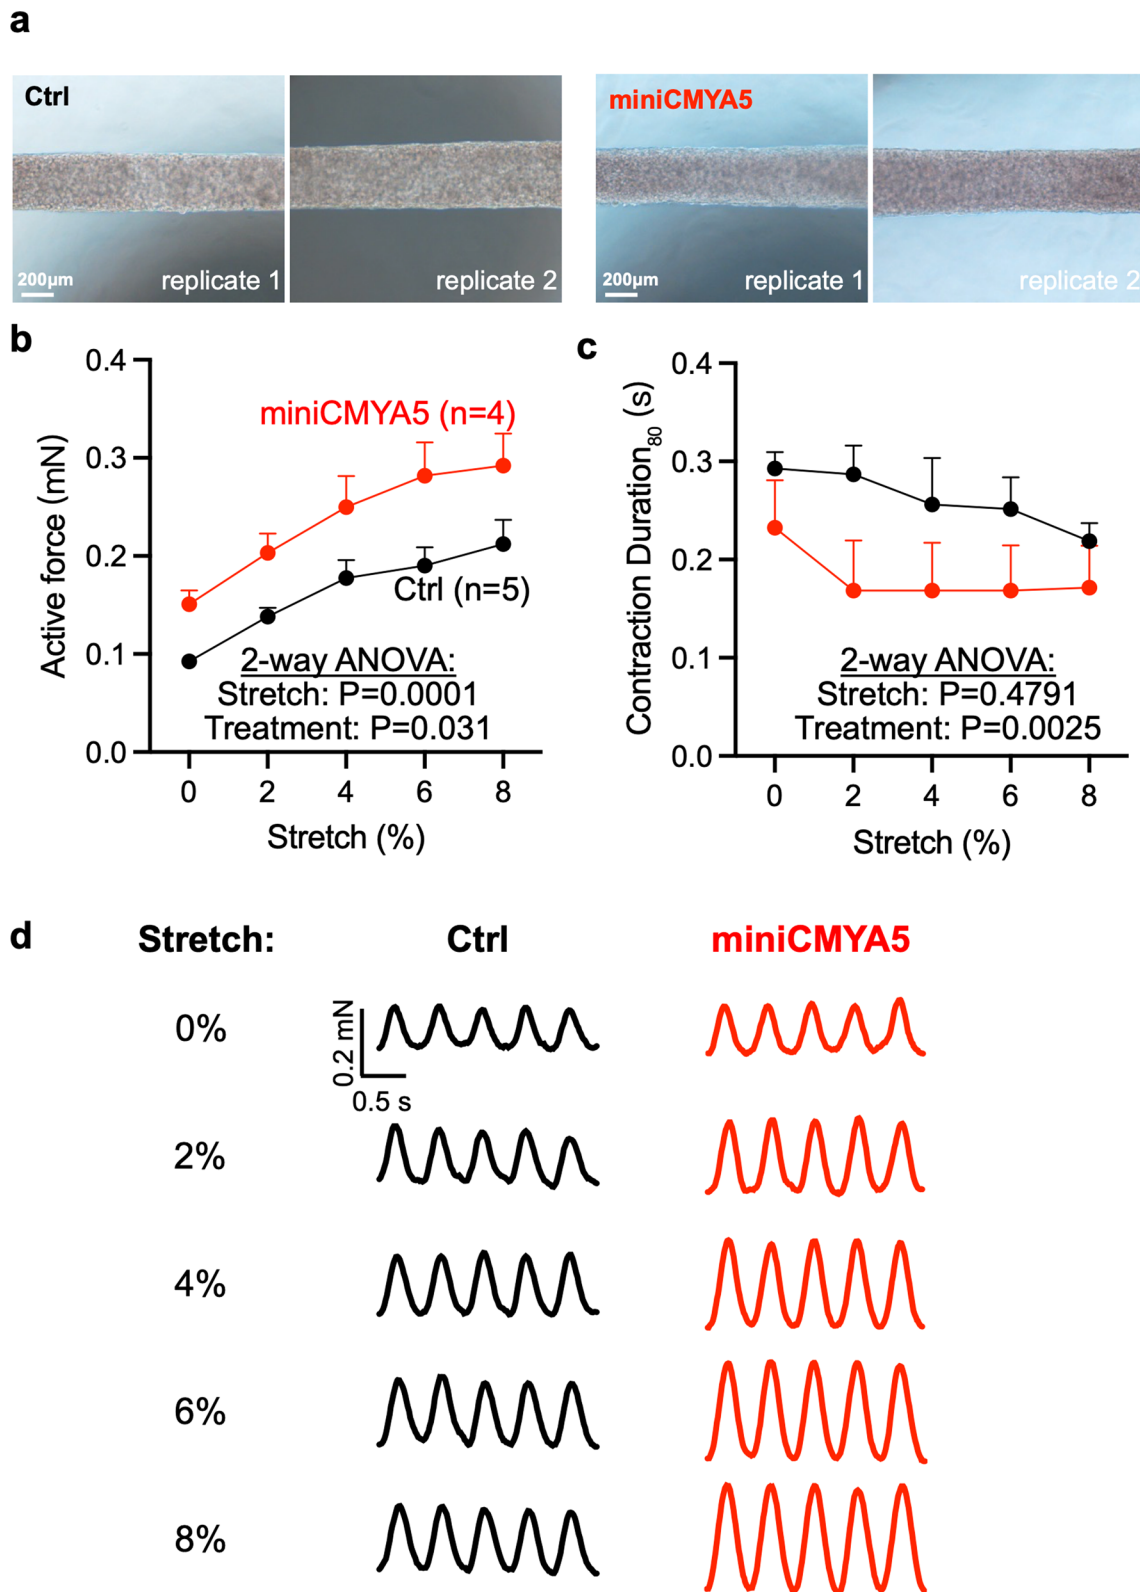 a
Ctrl
200µm
replicate 1
replicate 2
miniCMYA5
200µm
replicate 1
replicate 2
b
Active force (mN)
0.4
0.3
0.2
0.1
0.0
miniCMYA5 (n=4)
Ctrl (n=5)
2-way ANOVA:
Stretch: P=0.0001
Treatment: P=0.031
0 2 4 6 8
Stretch (%)
c
Contraction Duration80 (s)
0.4
0.3
0.2
0.1
0.0
2-way ANOVA:
Stretch: P=0.4791
Treatment: P=0.0025
0 2 4 6 8
Stretch (%)
d
Stretch: Ctrl miniCMYA5
0%
0.2 mN
0.5 s
2%
4%
6%
8%